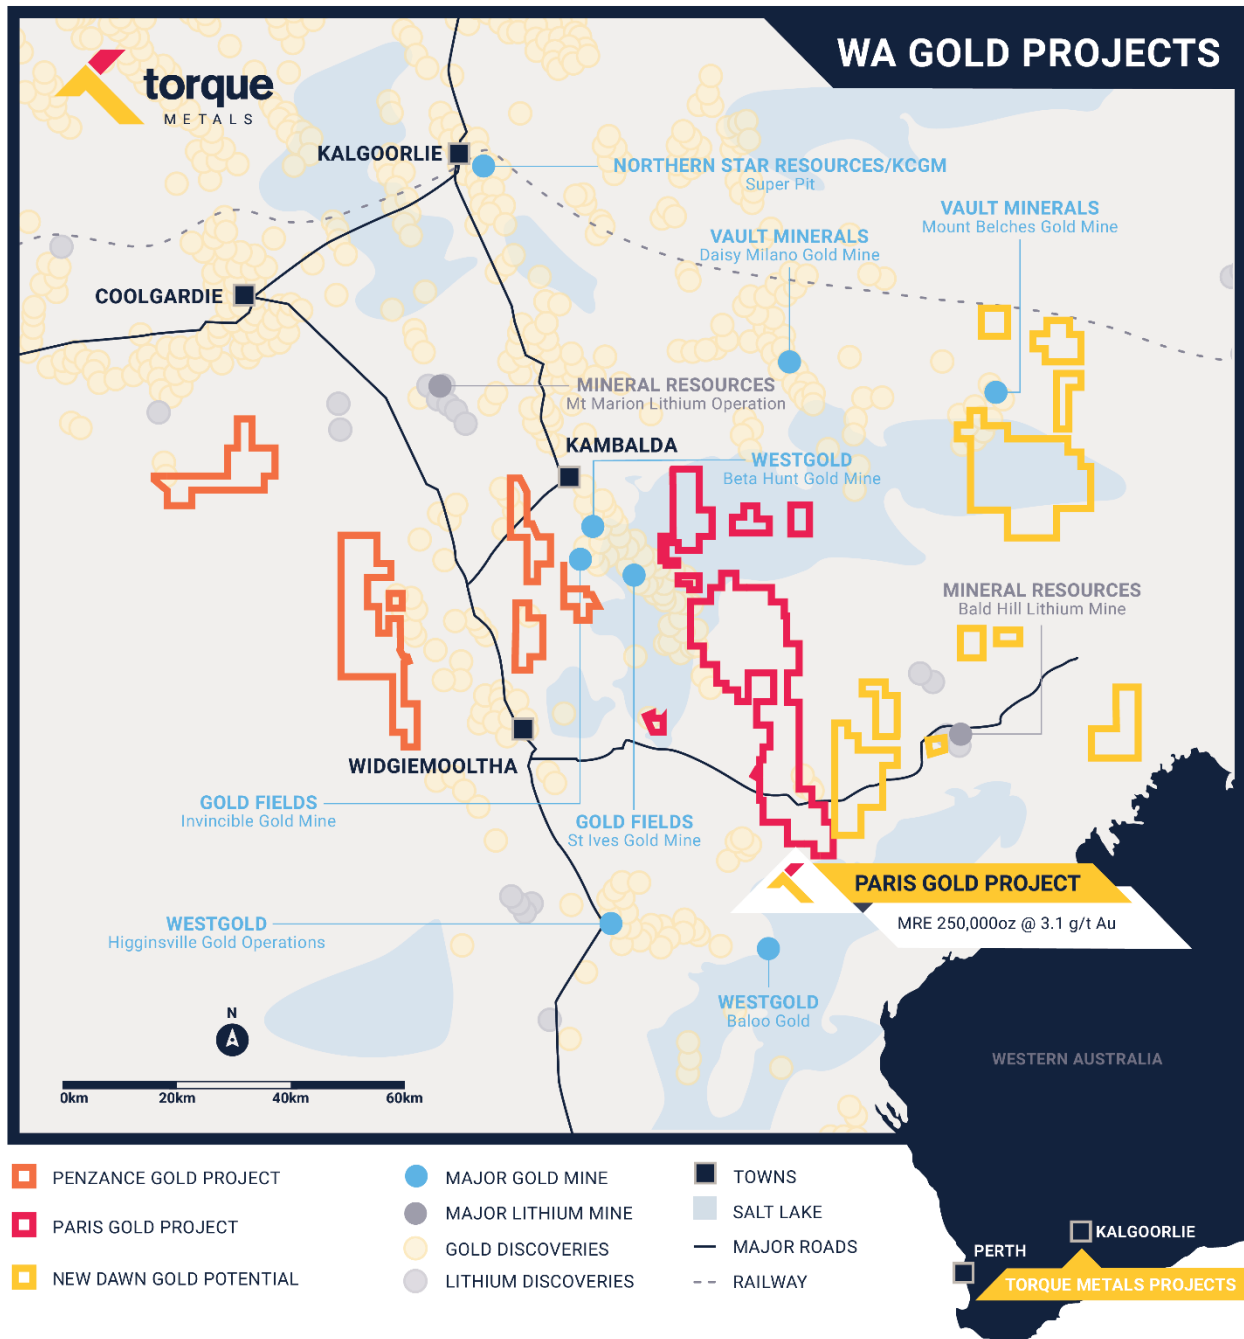 WA GOLD PROJECTS
torque
METALS
KALGOORLIE
NORTHERN STAR RESOURCES/KCGM
Super Pit
VAULT MINERALS
Mount Belches Gold Mine
VAULT MINERALS
Daisy Milano Gold Mine
COOLGARDIE
MINERAL RESOURCES
Mt Marion Lithium Operation
KAMBALDA
WESTGOLD
Beta Hunt Gold Mine
MINERAL RESOURCES
Bald Hill Lithium Mine
WIDGIEMOOLTHA
GOLD FIELDS
Invincible Gold Mine
GOLD FIELDS
St Ives Gold Mine
PARIS GOLD PROJECT
MRE 250,000oz @ 3.1 g/t Au
WESTGOLD
Higginsville Gold Operations
WESTGOLD
Baloo Gold
N
0km
20km
40km
60km
WESTERN AUSTRALIA
PENZANCE GOLD PROJECT
PARIS GOLD PROJECT
NEW DAWN GOLD POTENTIAL
MAJOR GOLD MINE
MAJOR LITHIUM MINE
GOLD DISCOVERIES
LITHIUM DISCOVERIES
TOWNS
SALT LAKE
MAJOR ROADS
RAILWAY
KALGOORLIE
PERTH
TORQUE METALS PROJECTS